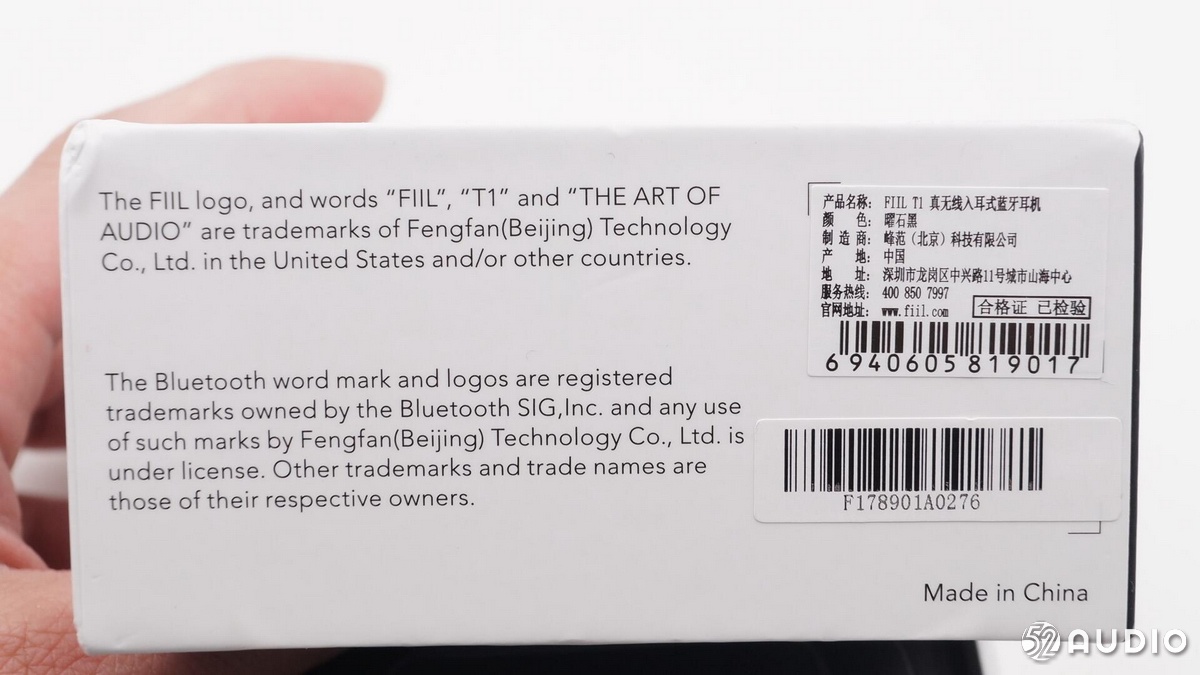 The FIIL logo, and words “FIIL”, “T1” and “THE ART OF
AUDIO” are trademarks of Fengfan(Beijing) Technology
Co., Ltd. in the United States and/or other countries.
The Bluetooth word mark and logos are registered
trademarks owned by the Bluetooth SIG,Inc. and any use
of such marks by Fengfan(Beijing) Technology Co., Ltd. is
under license. Other trademarks and trade names are
those of their respective owners.
产品名称: FIIL T1 真无线入耳式蓝牙耳机
颜 色: 曜石黑
制 造 商: 峰范（北京）科技有限公司
产 地: 中国
地 址: 深圳市龙岗区中兴路11号城市山海中心
服务热线: 400 850 7997
官网地址: www.fiil.com
合格证 已检验
6940605819017
F178901A0276
Made in China
52 AUDIO